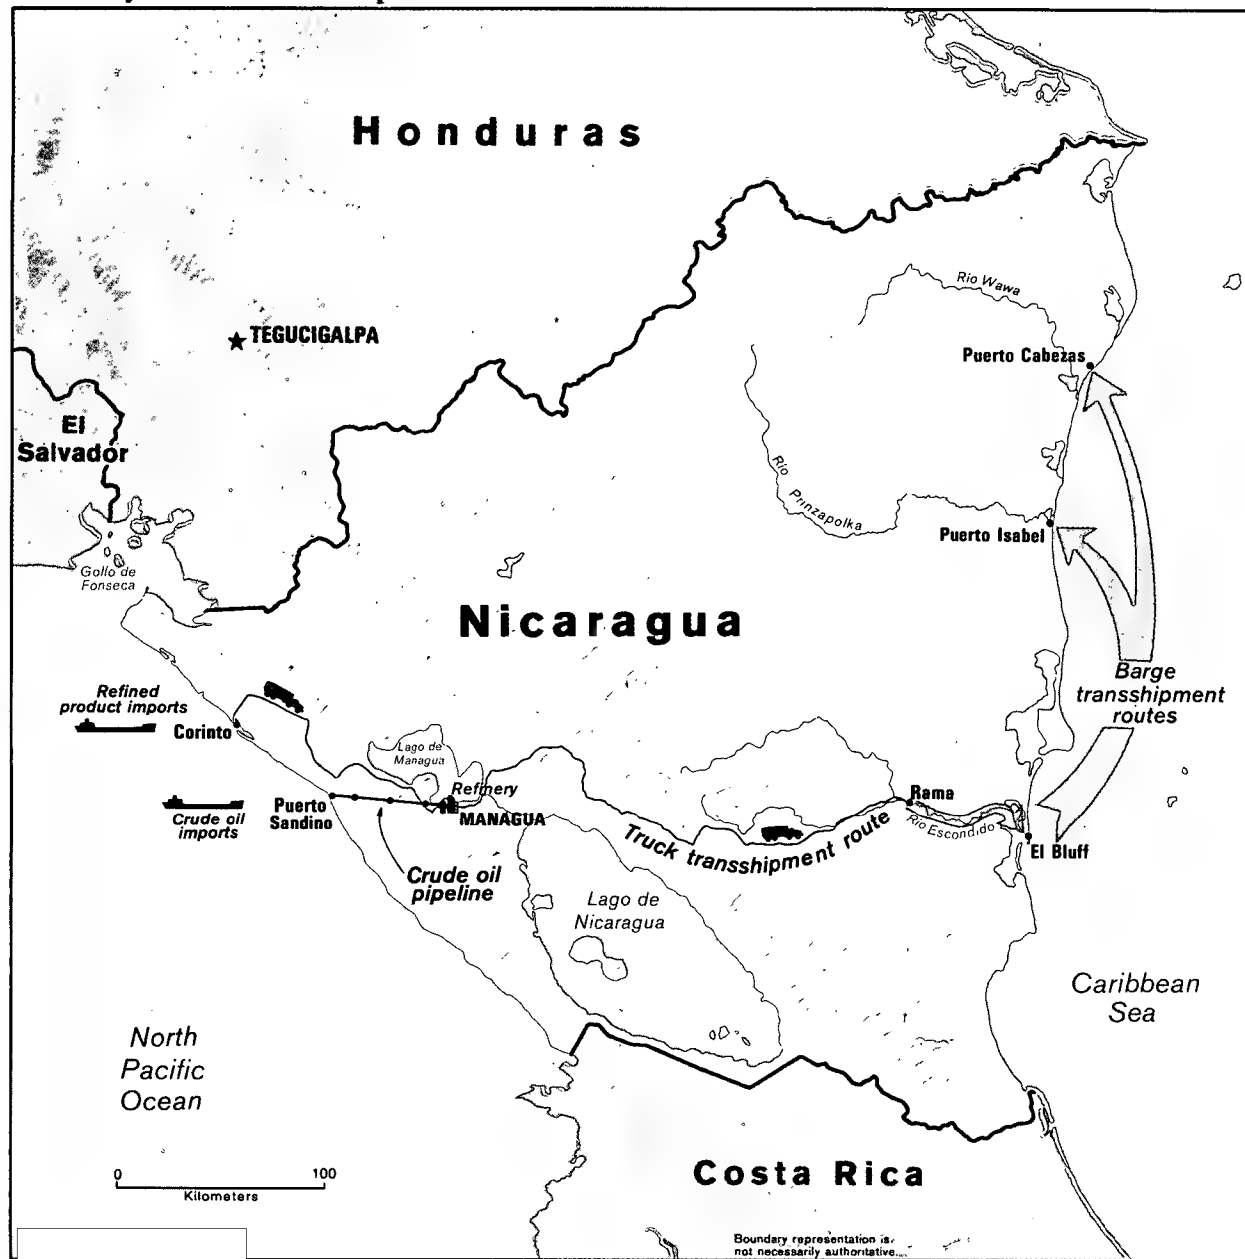 Honduras
Rio Wawa
TEGUCIGALPA
Puerto Cabezas
El
Salvador
Rio Prinzapolka
Puerto Isabel
Golfo de
Fonseca
Nicaragua
Refined
product imports
Corinto
Barge
transshipment
routes
Lago de
Managua
Refinery
Crude oil
imports
Puerto
Sandino
MANAGUA
Rama
Rio Escondido
Truck transshipment route
El Bluff
Crude oil
pipeline
Lago de
Nicaragua
Caribbean
Sea
North
Pacific
Ocean
0 100
Kilometers
Costa Rica
Boundary representation is
not necessarily authoritative.